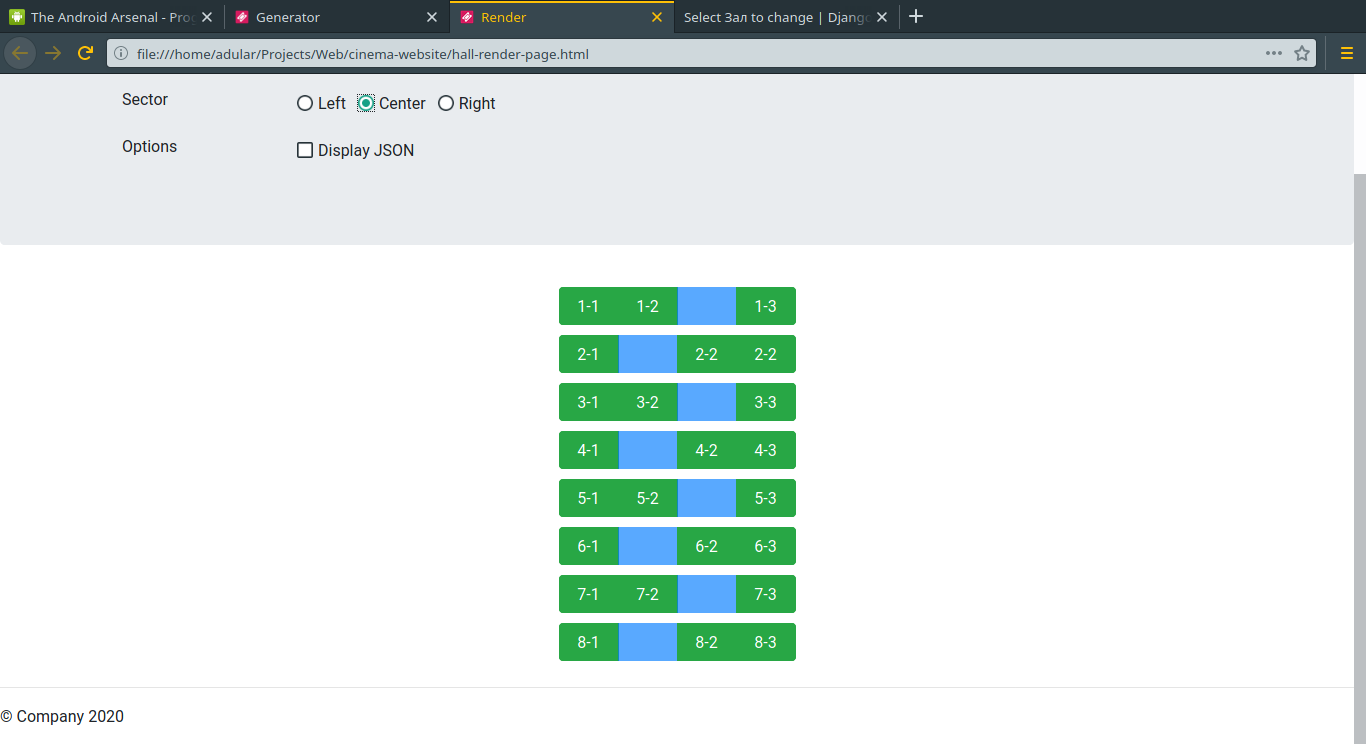 The Android Arsenal - Pro
Generator
Render
Select Зал to change | Djang
file:///home/adular/Projects/Web/cinema-website/hall-render-page.html
Sector
Left Center Right
Options
Display JSON
1-1 1-2 1-3
2-1 2-2 2-2
3-1 3-2 3-3
4-1 4-2 4-3
5-1 5-2 5-3
6-1 6-2 6-3
7-1 7-2 7-3
8-1 8-2 8-3
© Company 2020